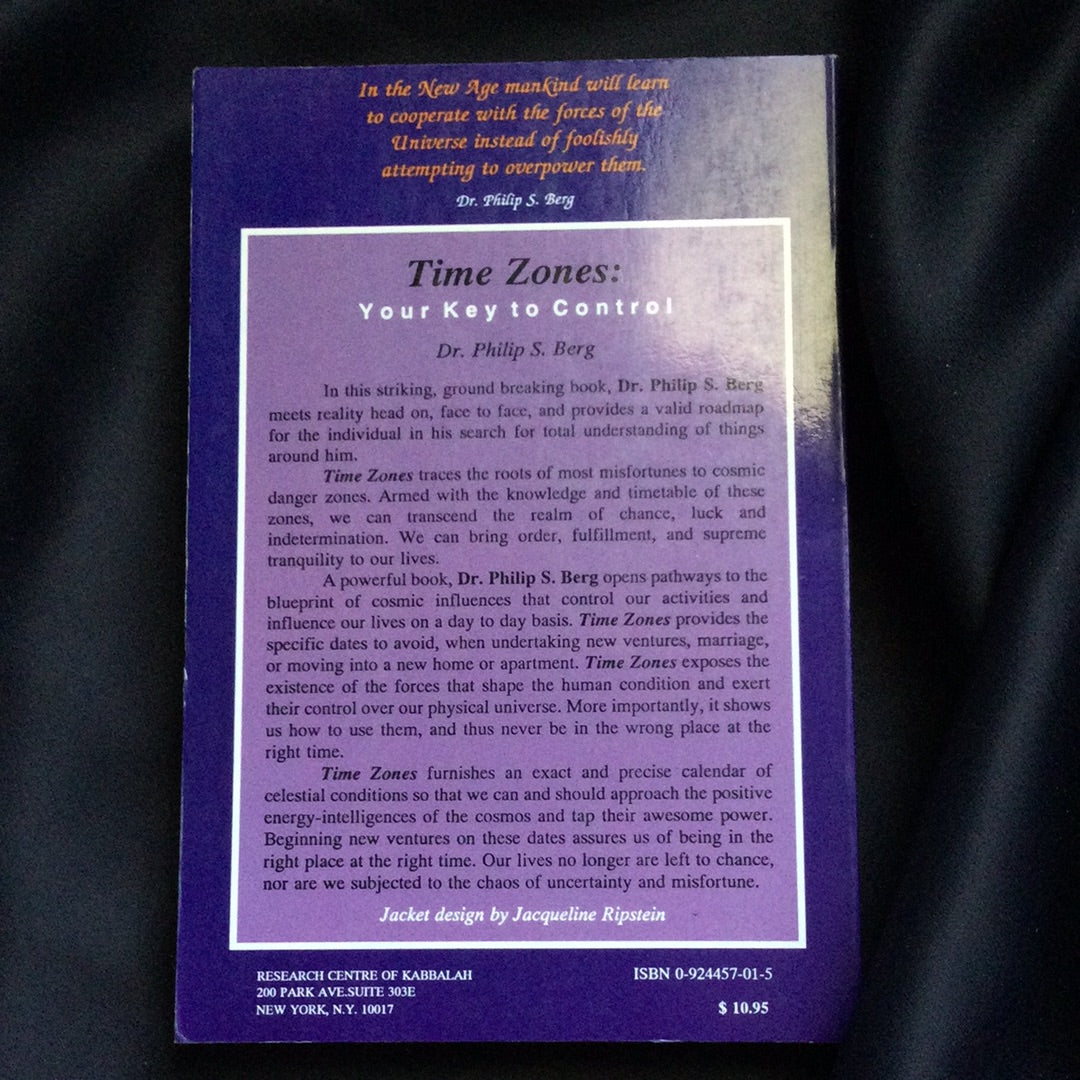 In the New Age mankind will learn
to cooperate with the forces of the
Universe instead of foolishly
attempting to overpower them.
Dr. Philip S. Berg
Time Zones:
Your Key to Control
Dr. Philip S. Berg
In this striking, ground breaking book, Dr. Philip S. Berg
meets reality head on, face to face, and provides a valid roadmap
for the individual in his search for total understanding of things
around him.
Time Zones traces the roots of most misfortunes to cosmic
danger zones. Armed with the knowledge and timetable of these
zones, we can transcend the realm of chance, luck and
indetermination. We can bring order, fulfillment, and supreme
tranquility to our lives.
A powerful book, Dr. Philip S. Berg opens pathways to the
blueprint of cosmic influences that control our activities and
influence our lives on a day to day basis. Time Zones provides the
specific dates to avoid, when undertaking new ventures, marriage,
or moving into a new home or apartment. Time Zones exposes the
existence of the forces that shape the human condition and exert
their control over our physical universe. More importantly, it shows
us how to use them, and thus never be in the wrong place at the
right time.
Time Zones furnishes an exact and precise calendar of
celestial conditions so that we can and should approach the positive
energy-intelligences of the cosmos and tap their awesome power.
Beginning new ventures on these dates assures us of being in the
right place at the right time. Our lives no longer are left to chance,
nor are we subjected to the chaos of uncertainty and misfortune.
Jacket design by Jacqueline Ripstein
RESEARCH CENTRE OF KABBALAH
200 PARK AVE.SUITE 303E
NEW YORK, N.Y. 10017
ISBN 0-924457-01-5
$ 10.95